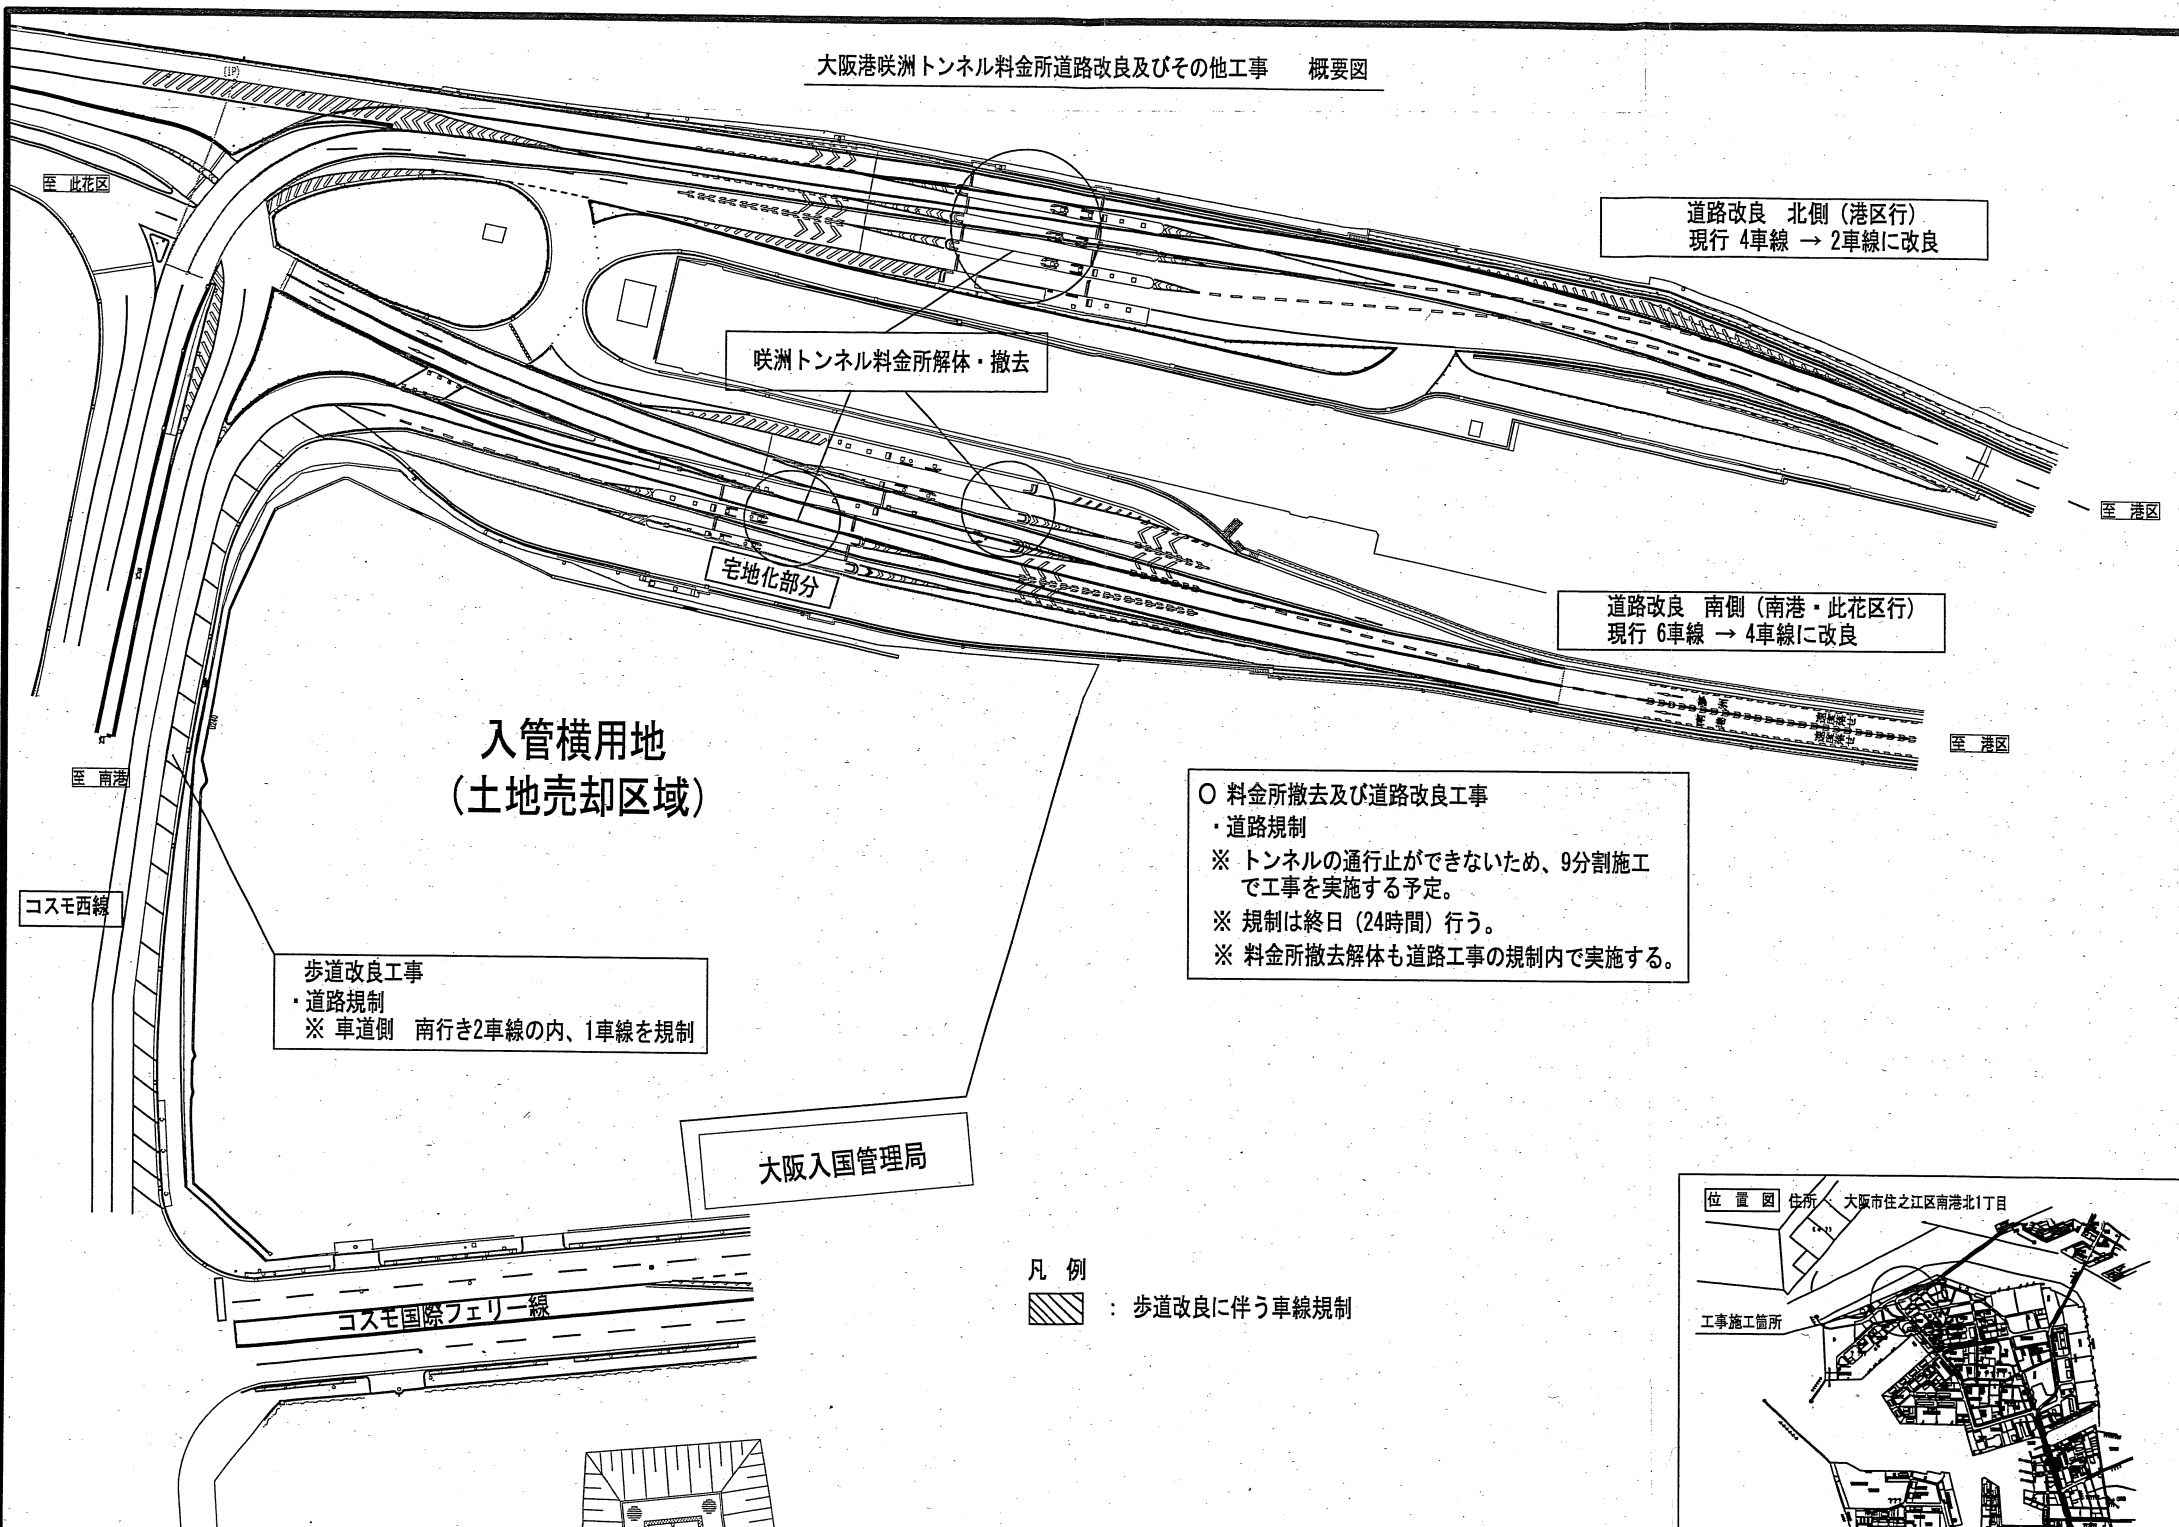 大阪港咲洲トンネル料金所道路改良及びその他工事　概要図
(1P)
至 此花区
道路改良　北側（港区行）
現行 4車線 → 2車線に改良
咲洲トンネル料金所解体・撤去
至 港区
宅地化部分
道路改良　南側（南港・此花区行）
現行 6車線 → 4車線に改良
至 港区
入管横用地
（土地売却区域）
至 南港
○ 料金所撤去及び道路改良工事
・道路規制
※ トンネルの通行止ができないため、9分割施工
で工事を実施する予定。
※ 規制は終日（24時間）行う。
※ 料金所撤去解体も道路工事の規制内で実施する。
コスモ西線
歩道改良工事
・道路規制
※ 車道側　南行き2車線の内、1車線を規制
大阪入国管理局
コスモ国際フェリー線
凡 例
： 歩道改良に伴う車線規制
位 置 図 住所 : 大阪市住之江区南港北1丁目
工事施工箇所